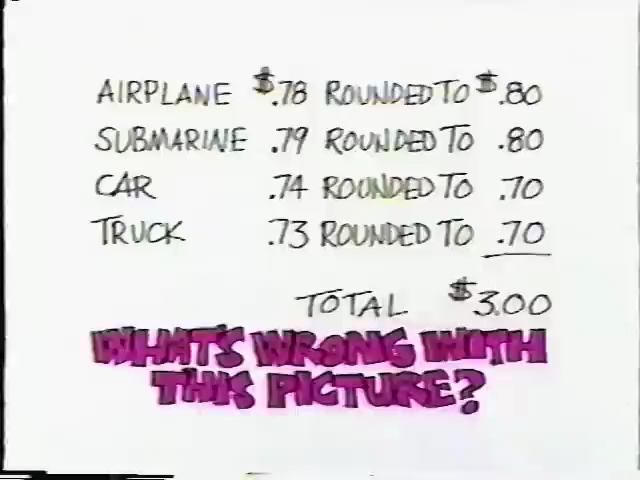 AIRPLANE $.78 ROUNDED TO $.80
SUBMARINE .79 ROUNDED TO .80
CAR .74 ROUNDED TO .70
TRUCK .73 ROUNDED TO .70
TOTAL $3.00
WHAT'S WRONG WITH
THIS PICTURE?